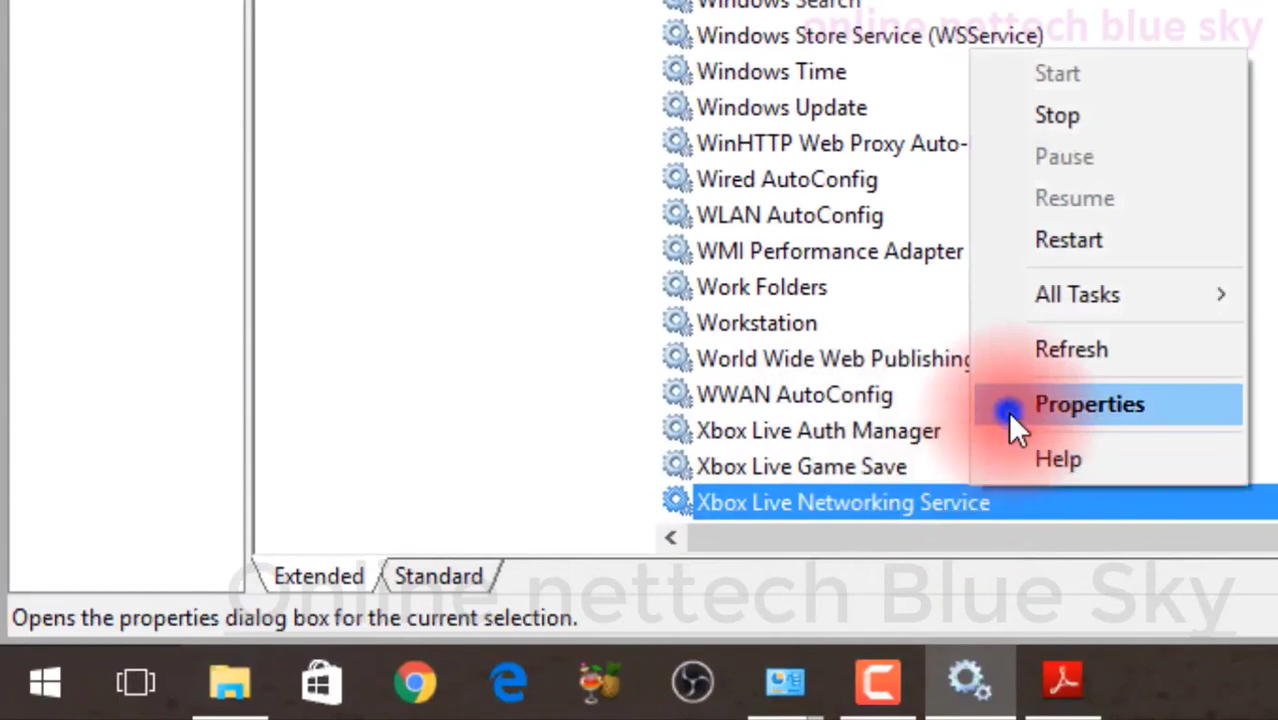 Windows Search
online nettech blue sky
Windows Store Service (WSService)
Windows Time
Windows Update
WinHTTP Web Proxy Auto-
Wired AutoConfig
WLAN AutoConfig
WMI Performance Adapter
Work Folders
Workstation
World Wide Web Publishing
WWAN AutoConfig
Xbox Live Auth Manager
Xbox Live Game Save
Xbox Live Networking Service
Start
Stop
Pause
Resume
Restart
All Tasks
Refresh
Properties
Help
Extended
Standard
Online nettech Blue Sky
Opens the properties dialog box for the current selection.